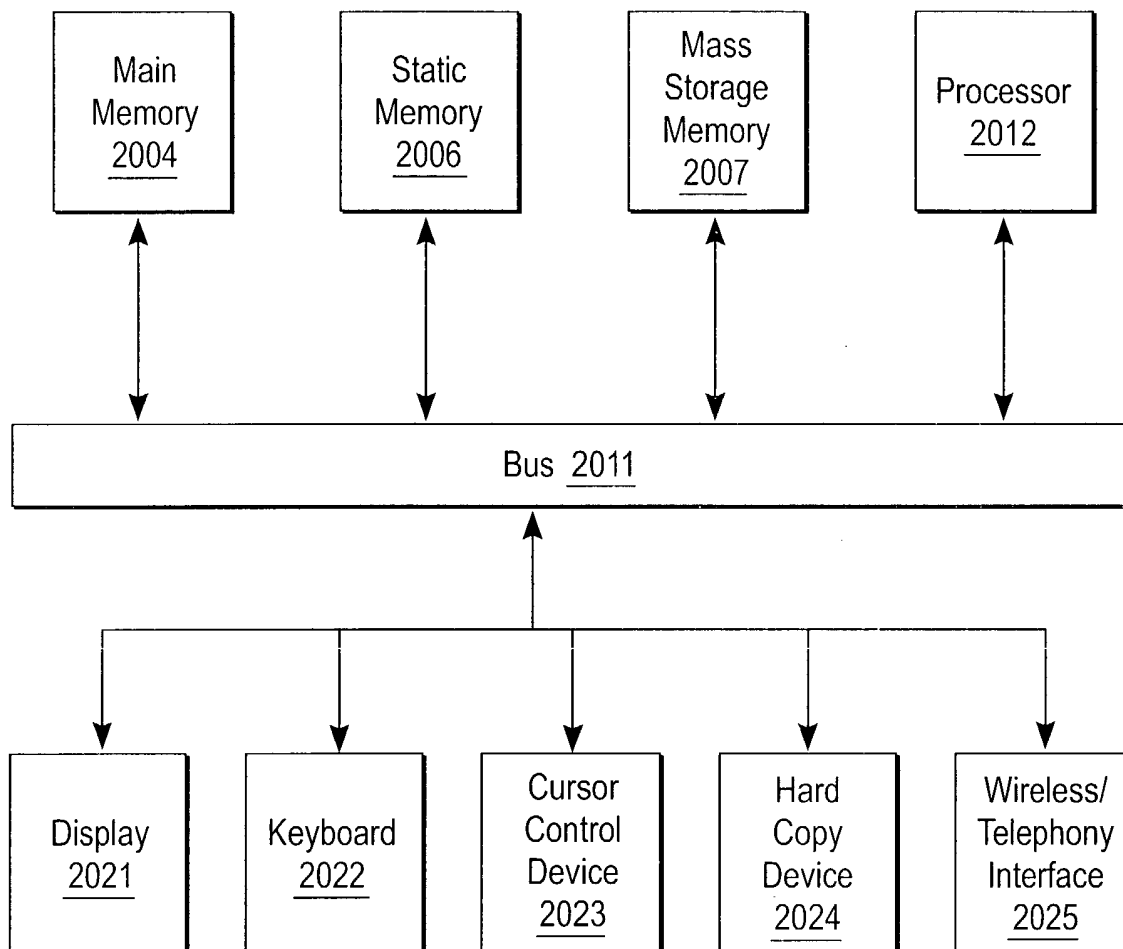 Main
Memory
2004
Static
Memory
2006
Mass
Storage
Memory
2007
Processor
2012
Bus 2011
Display
2021
Keyboard
2022
Cursor
Control
Device
2023
Hard
Copy
Device
2024
Wireless/
Telephony
Interface
2025